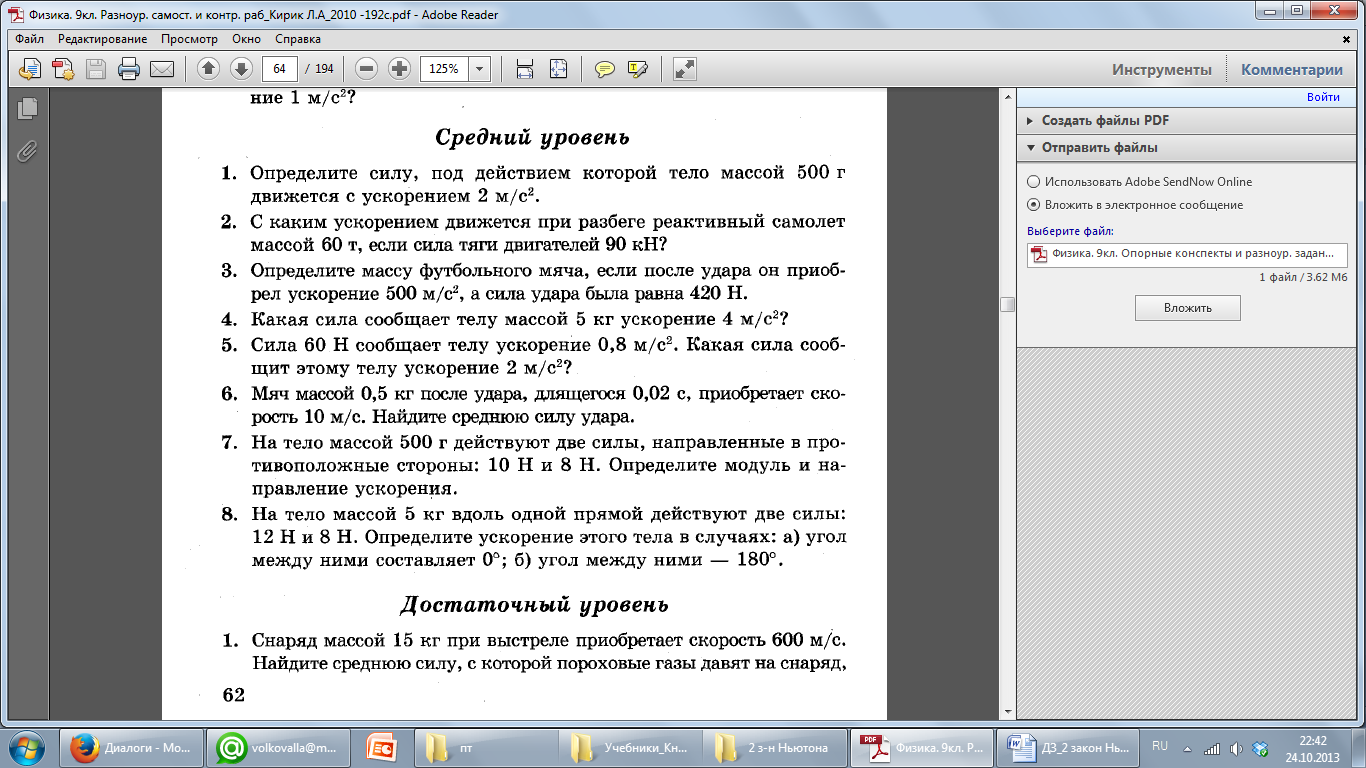 Физика. 9кл. Разноур. самост. и контр. раб_Кирик Л.А_2010 -192с.pdf - Adobe Reader
Файл Редактирование Просмотр Окно Справка
64 / 194 125% Инструменты Комментарии
Войти
Создать файлы PDF
Отправить файлы
Использовать Adobe SendNow Online
Вложить в электронное сообщение
Выберите файл:
Физика. 9кл. Опорные конспекты и разноур. задан...
1 файл / 3.62 Мб
Вложить
ние 1 м/с²?
Средний уровень
1. Определите силу, под действием которой тело массой 500 г
движется с ускорением 2 м/с².
2. С каким ускорением движется при разбеге реактивный самолет
массой 60 т, если сила тяги двигателей 90 кН?
3. Определите массу футбольного мяча, если после удара он приоб-
рел ускорение 500 м/с², а сила удара была равна 420 Н.
4. Какая сила сообщает телу массой 5 кг ускорение 4 м/с²?
5. Сила 60 Н сообщает телу ускорение 0,8 м/с². Какая сила сооб-
щит этому телу ускорение 2 м/с²?
6. Мяч массой 0,5 кг после удара, длящегося 0,02 с, приобретает ско-
рость 10 м/с. Найдите среднюю силу удара.
7. На тело массой 500 г действуют две силы, направленные в про-
тивоположные стороны: 10 Н и 8 Н. Определите модуль и на-
правление ускорения.
8. На тело массой 5 кг вдоль одной прямой действуют две силы:
12 Н и 8 Н. Определите ускорение этого тела в случаях: а) угол
между ними составляет 0°; б) угол между ними — 180°.
Достаточный уровень
1. Снаряд массой 15 кг при выстреле приобретает скорость 600 м/с.
Найдите среднюю силу, с которой пороховые газы давят на снаряд,
62
Диалоги - Mo... volkovalla@m... пт Учебники_Кн... 2 з-н Ньютона Физика. 9кл. Р... ДЗ_2 закон Нь... RU 22:42
24.10.2013